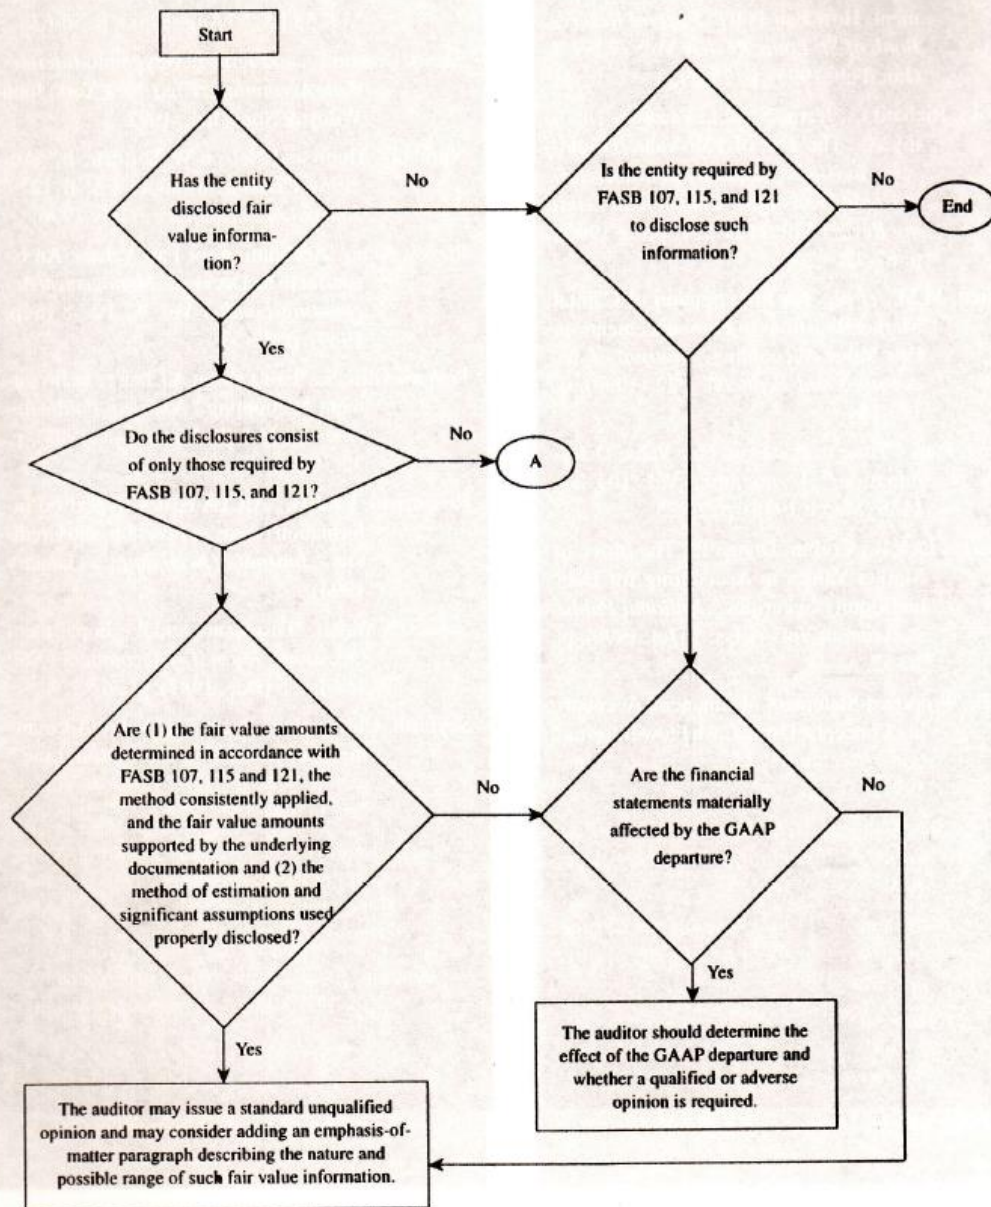 Start
Has the entity
disclosed fair
value informa-
tion?
No
Is the entity required by
FASB 107, 115, and 121
to disclose such
information?
No
End
Yes
Do the disclosures consist
of only those required by
FASB 107, 115, and 121?
No
A
Are (1) the fair value amounts
determined in accordance with
FASB 107, 115 and 121, the
method consistently applied,
and the fair value amounts
supported by the underlying
documentation and (2) the
method of estimation and
significant assumptions used
properly disclosed?
No
Are the financial
statements materially
affected by the GAAP
departure?
No
Yes
The auditor should determine the
effect of the GAAP departure and
whether a qualified or adverse
opinion is required.
Yes
The auditor may issue a standard unqualified
opinion and may consider adding an emphasis-of-
matter paragraph describing the nature and
possible range of such fair value information.